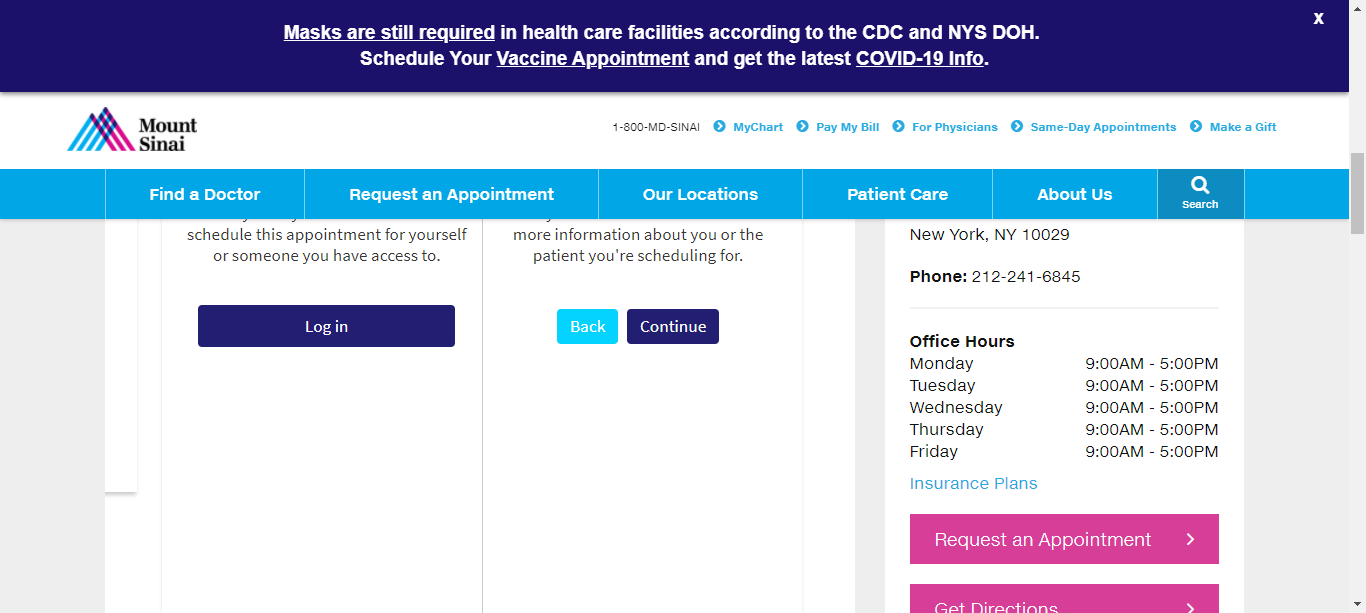 Masks are still required in health care facilities according to the CDC and NYS DOH.
Schedule Your Vaccine Appointment and get the latest COVID-19 Info.
X
Mount
Sinai
1-800-MD-SINAI
MyChart
Pay My Bill
For Physicians
Same-Day Appointments
Make a Gift
Find a Doctor
Request an Appointment
Our Locations
Patient Care
About Us
Search
schedule this appointment for yourself
or someone you have access to.
Log in
more information about you or the
patient you're scheduling for.
Back
Continue
New York, NY 10029
Phone: 212-241-6845
Office Hours
Monday 9:00AM - 5:00PM
Tuesday 9:00AM - 5:00PM
Wednesday 9:00AM - 5:00PM
Thursday 9:00AM - 5:00PM
Friday 9:00AM - 5:00PM
Insurance Plans
Request an Appointment
Get Directions